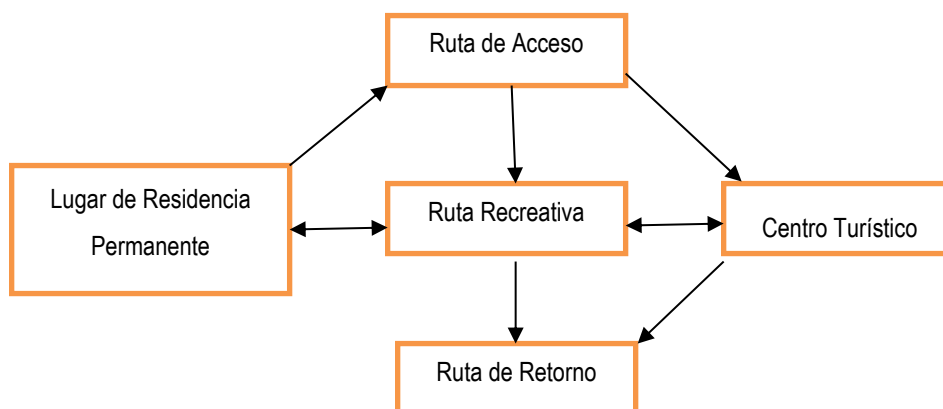 Ruta de Acceso
Lugar de Residencia
Permanente
Ruta Recreativa
Centro Turístico
Ruta de Retorno